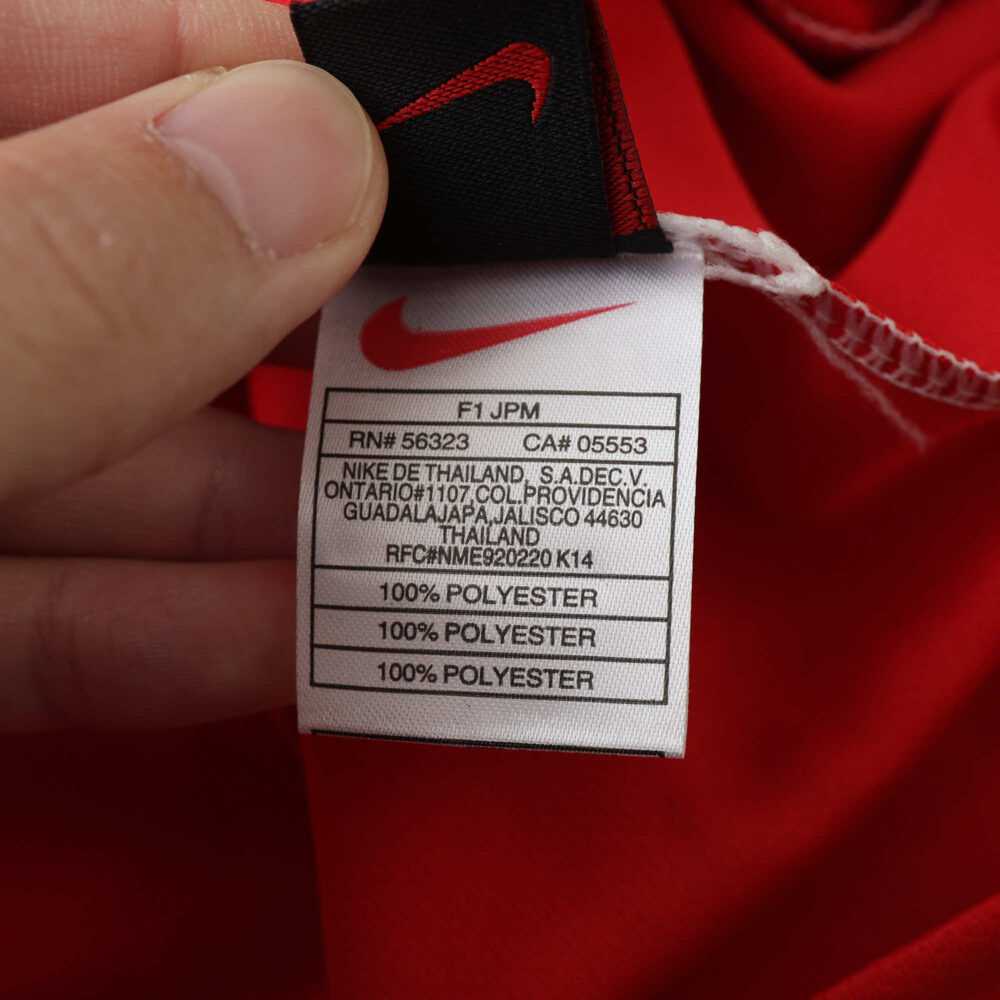 F1 JPM
RN# 56323 CA# 05553
NIKE DE THAILAND, S.A.DEC.V.
ONTARIO#1107,COL.PROVIDENCIA
GUADALAJAPA,JALISCO 44630
THAILAND
RFC#NME920220 K14
100% POLYESTER
100% POLYESTER
100% POLYESTER